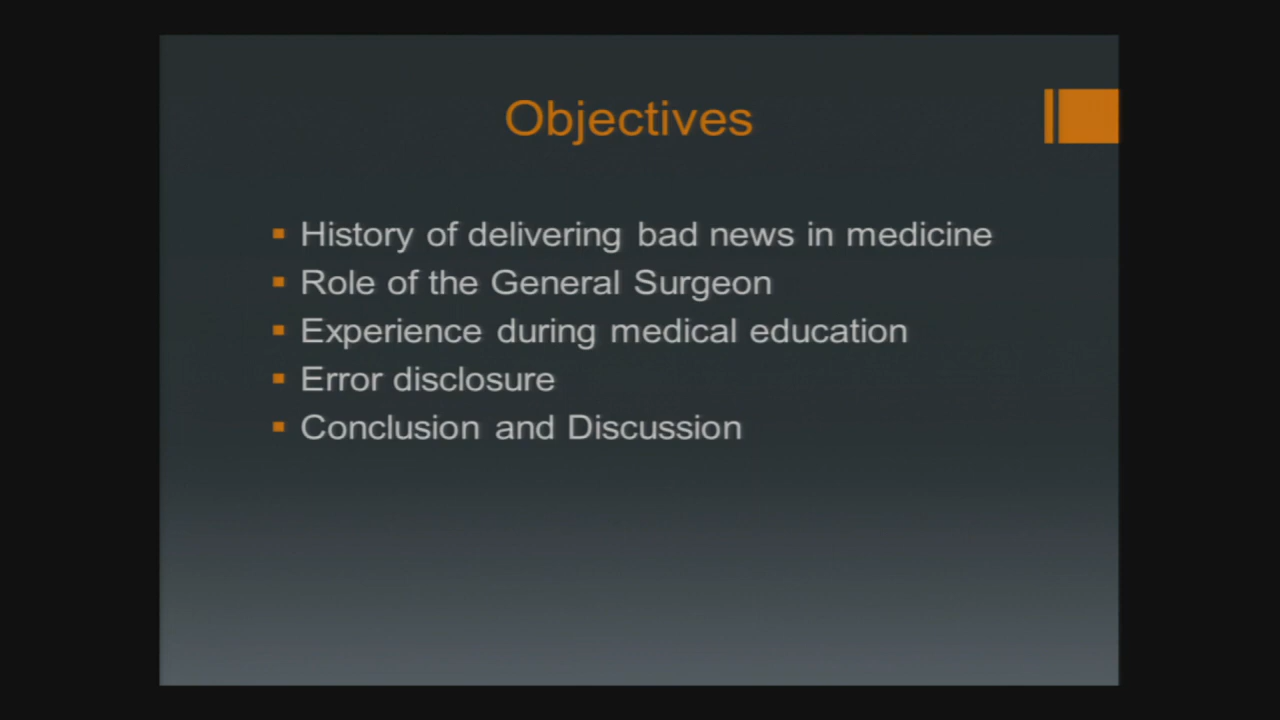 Objectives
History of delivering bad news in medicine
Role of the General Surgeon
Experience during medical education
Error disclosure
Conclusion and Discussion